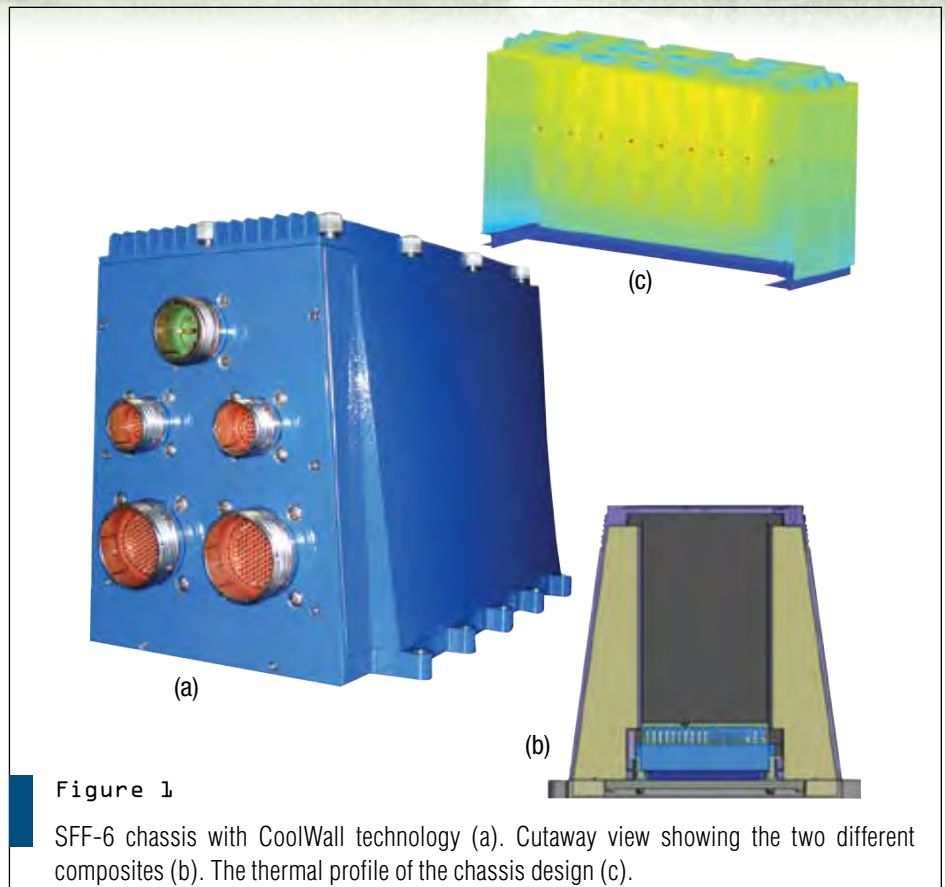 (c)
(a)
(b)
Figure 1
SFF-6 chassis with CoolWall technology (a). Cutaway view showing the two different
composites (b). The thermal profile of the chassis design (c).